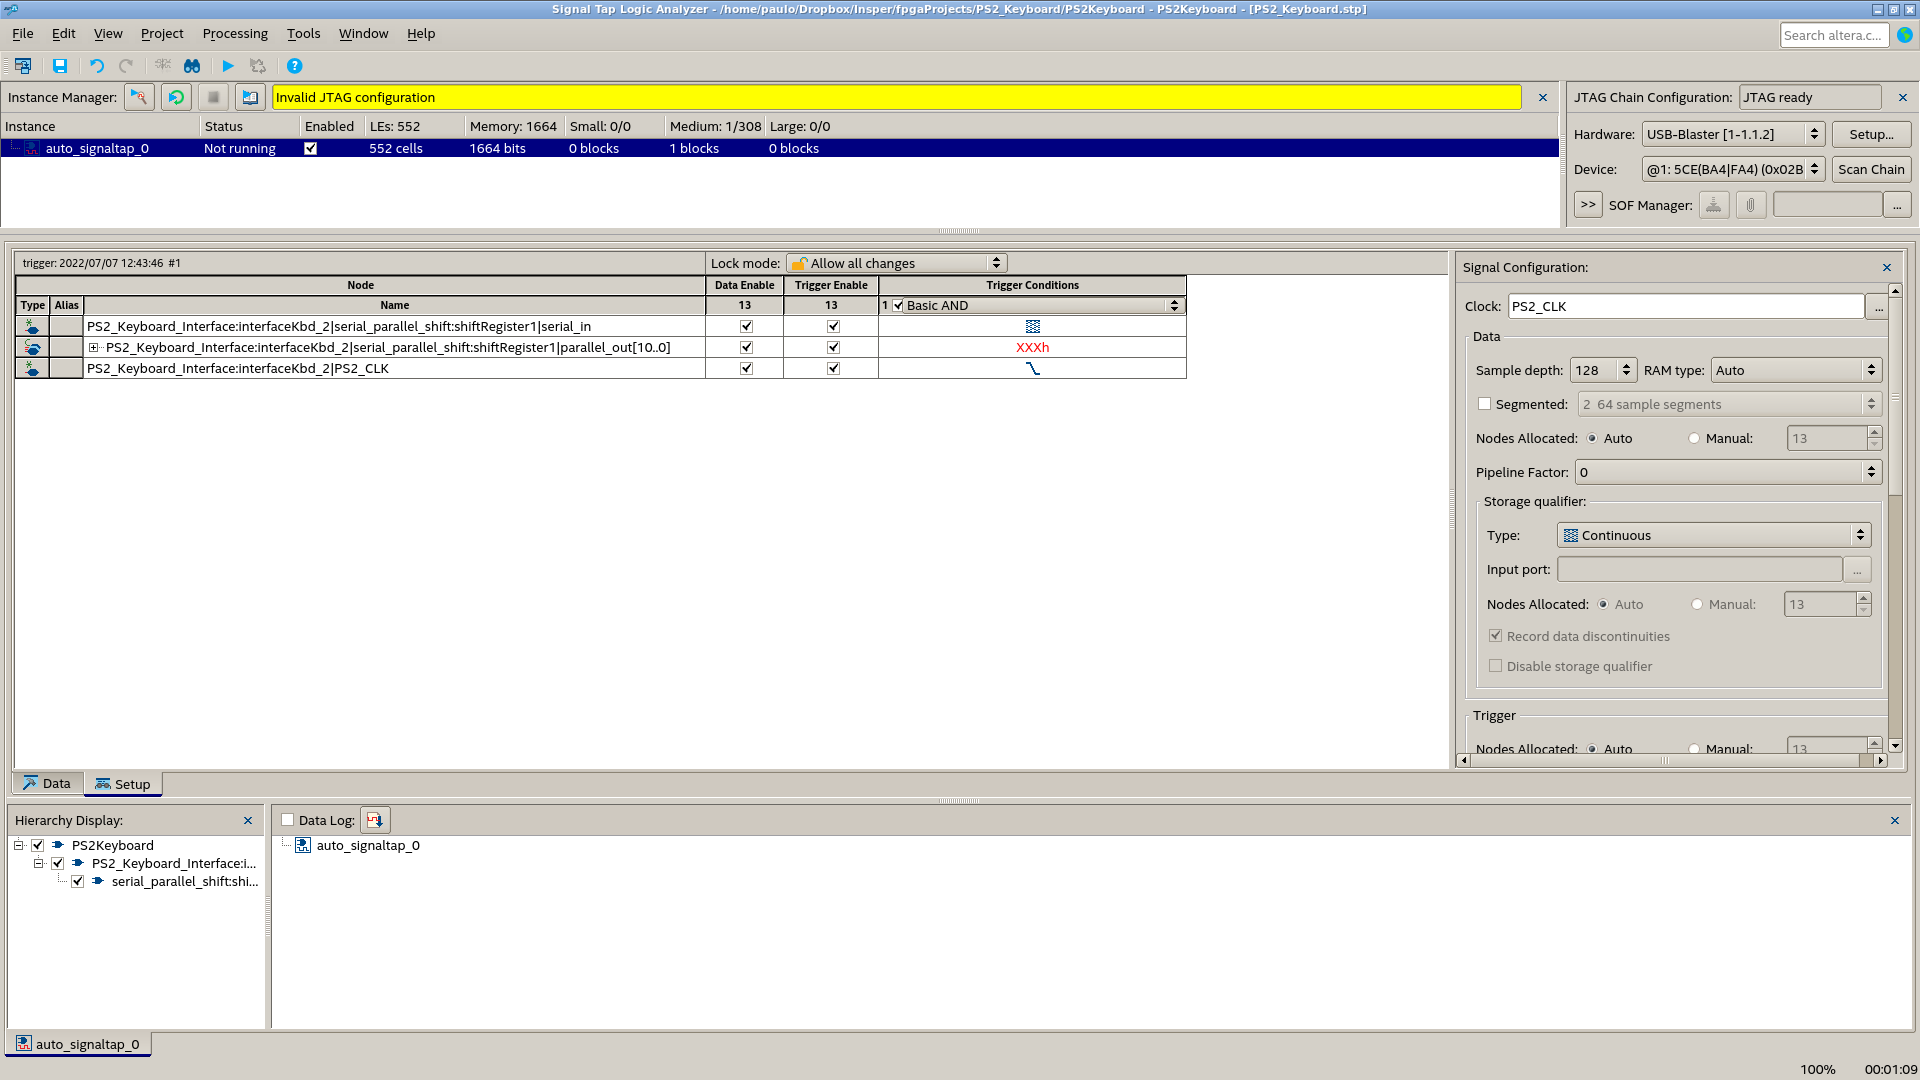 Signal Tap Logic Analyzer - /home/paulo/Dropbox/Insper/fpgaProjects/PS2_Keyboard/PS2Keyboard - PS2Keyboard - [PS2_Keyboard.stp]
File Edit View Project Processing Tools Window Help
Search altera.c...
Instance Manager: Invalid JTAG configuration
JTAG Chain Configuration: JTAG ready
Instance Status Enabled LEs: 552 Memory: 1664 Small: 0/0 Medium: 1/308 Large: 0/0
auto_signaltap_0 Not running 552 cells 1664 bits 0 blocks 1 blocks 0 blocks
Hardware: USB-Blaster [1-1.1.2] Setup...
Device: @1: 5CE(BA4|FA4) (0x02B Scan Chain
>> SOF Manager: ...
trigger: 2022/07/07 12:43:46 #1
Lock mode: Allow all changes
Node Data Enable Trigger Enable Trigger Conditions
Type Alias Name 13 13 1 Basic AND
PS2_Keyboard_Interface:interfaceKbd_2|serial_parallel_shift:shiftRegister1|serial_in
PS2_Keyboard_Interface:interfaceKbd_2|serial_parallel_shift:shiftRegister1|parallel_out[10..0] XXXh
PS2_Keyboard_Interface:interfaceKbd_2|PS2_CLK
Signal Configuration:
Clock: PS2_CLK ...
Data
Sample depth: 128 RAM type: Auto
Segmented: 2 64 sample segments
Nodes Allocated: Auto Manual: 13
Pipeline Factor: 0
Storage qualifier:
Type: Continuous
Input port: ...
Nodes Allocated: Auto Manual: 13
Record data discontinuities
Disable storage qualifier
Trigger
Nodes Allocated: Auto Manual: 13
Data Setup
Hierarchy Display:
PS2Keyboard
PS2_Keyboard_Interface:i...
serial_parallel_shift:shi...
Data Log:
auto_signaltap_0
auto_signaltap_0
100% 00:01:09